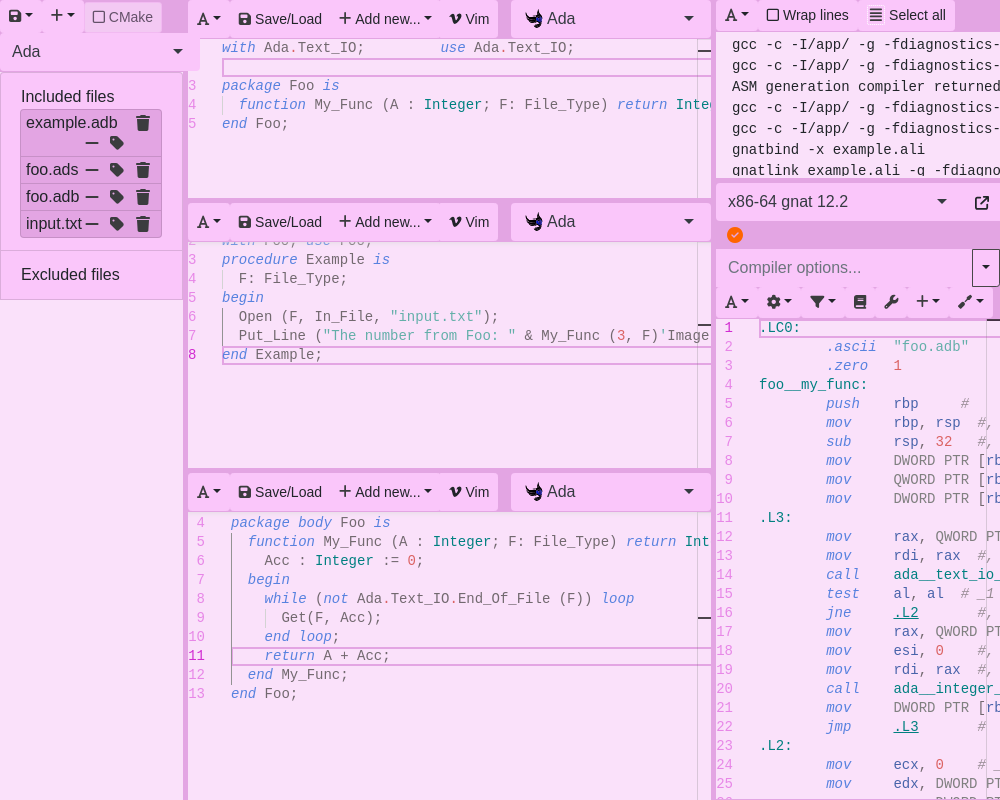 CMake
Ada
Included files
example.adb
foo.ads
foo.adb
input.txt
Excluded files
A Save/Load Add new... Vim Ada
with Ada.Text_IO; use Ada.Text_IO;
3 package Foo is
4 function My_Func (A : Integer; F: File_Type) return Inte
5 end Foo;
A Save/Load Add new... Vim Ada
2 with Foo; use Foo;
3 procedure Example is
4 F: File_Type;
5 begin
6 Open (F, In_File, "input.txt");
7 Put_Line ("The number from Foo: " & My_Func (3, F)'Image
8 end Example;
A Save/Load Add new... Vim Ada
4 package body Foo is
5 function My_Func (A : Integer; F: File_Type) return Int
6 Acc : Integer := 0;
7 begin
8 while (not Ada.Text_IO.End_Of_File (F)) loop
9 Get(F, Acc);
10 end loop;
11 return A + Acc;
12 end My_Func;
13 end Foo;
A Wrap lines Select all
gcc -c -I/app/ -g -fdiagnostics-
gcc -c -I/app/ -g -fdiagnostics-
ASM generation compiler returned
gcc -c -I/app/ -g -fdiagnostics-
gcc -c -I/app/ -g -fdiagnostics-
gnatbind -x example.ali
gnatlink example.ali -g -fdiagno
x86-64 gnat 12.2
Compiler options...
A
1 .LC0:
2 .ascii "foo.adb"
3 .zero 1
4 foo__my_func:
5 push rbp #
6 mov rbp, rsp #,
7 sub rsp, 32 #,
8 mov DWORD PTR [rb
9 mov QWORD PTR [rb
10 mov DWORD PTR [rb
11 .L3:
12 mov rax, QWORD PT
13 mov rdi, rax #,
14 call ada__text_io_
15 test al, al # _1
16 jne .L2 #,
17 mov rax, QWORD PT
18 mov esi, 0 #,
19 mov rdi, rax #,
20 call ada__integer_
21 mov DWORD PTR [rb
22 jmp .L3 #
23 .L2:
24 mov ecx, 0 # _
25 mov edx, DWORD PT